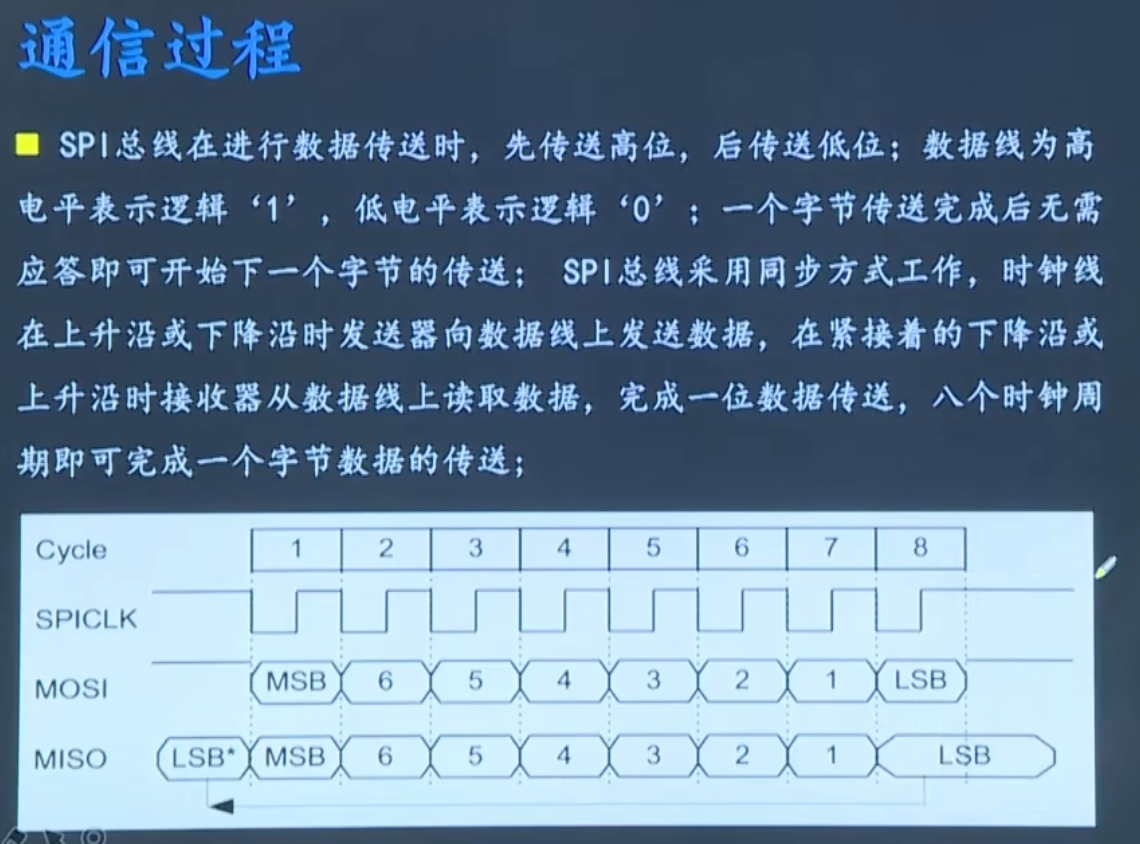 通信过程
SPI总线在进行数据传送时，先传送高位，后传送低位；数据线为高
电平表示逻辑‘1’，低电平表示逻辑‘0’；一个字节传送完成后无需
应答即可开始下一个字节的传送； SPI总线采用同步方式工作，时钟线
在上升沿或下降沿时发送器向数据线上发送数据，在紧接着的下降沿或
上升沿时接收器从数据线上读取数据，完成一位数据传送，八个时钟周
期即可完成一个字节数据的传送；
Cycle 1 2 3 4 5 6 7 8
SPICLK
MOSI MSB 6 5 4 3 2 1 LSB
MISO LSB* MSB 6 5 4 3 2 1 LSB